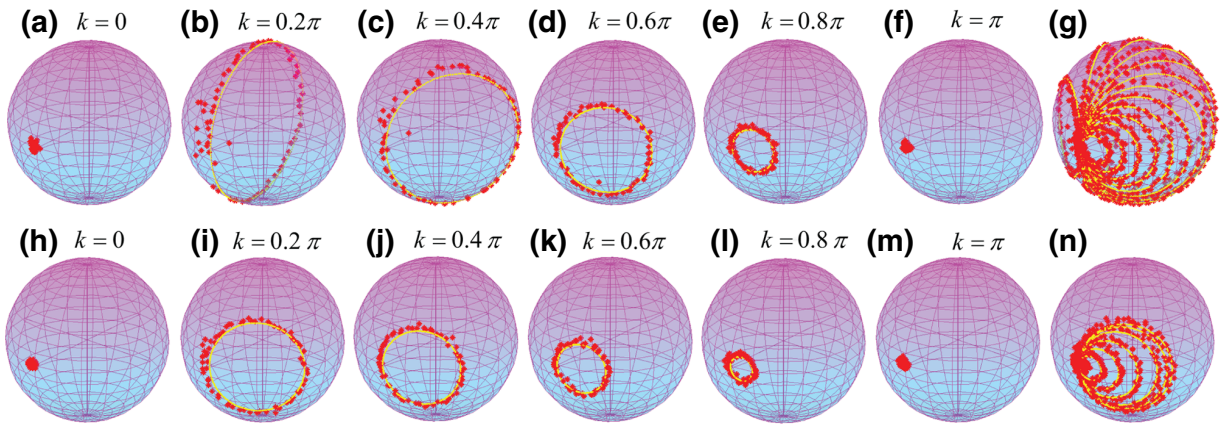 (a) k = 0 (b) k = 0.2π (c) k = 0.4π (d) k = 0.6π (e) k = 0.8π (f) k = π (g)
(h) k = 0 (i) k = 0.2 π (j) k = 0.4 π (k) k = 0.6π (l) k = 0.8 π (m) k = π (n)